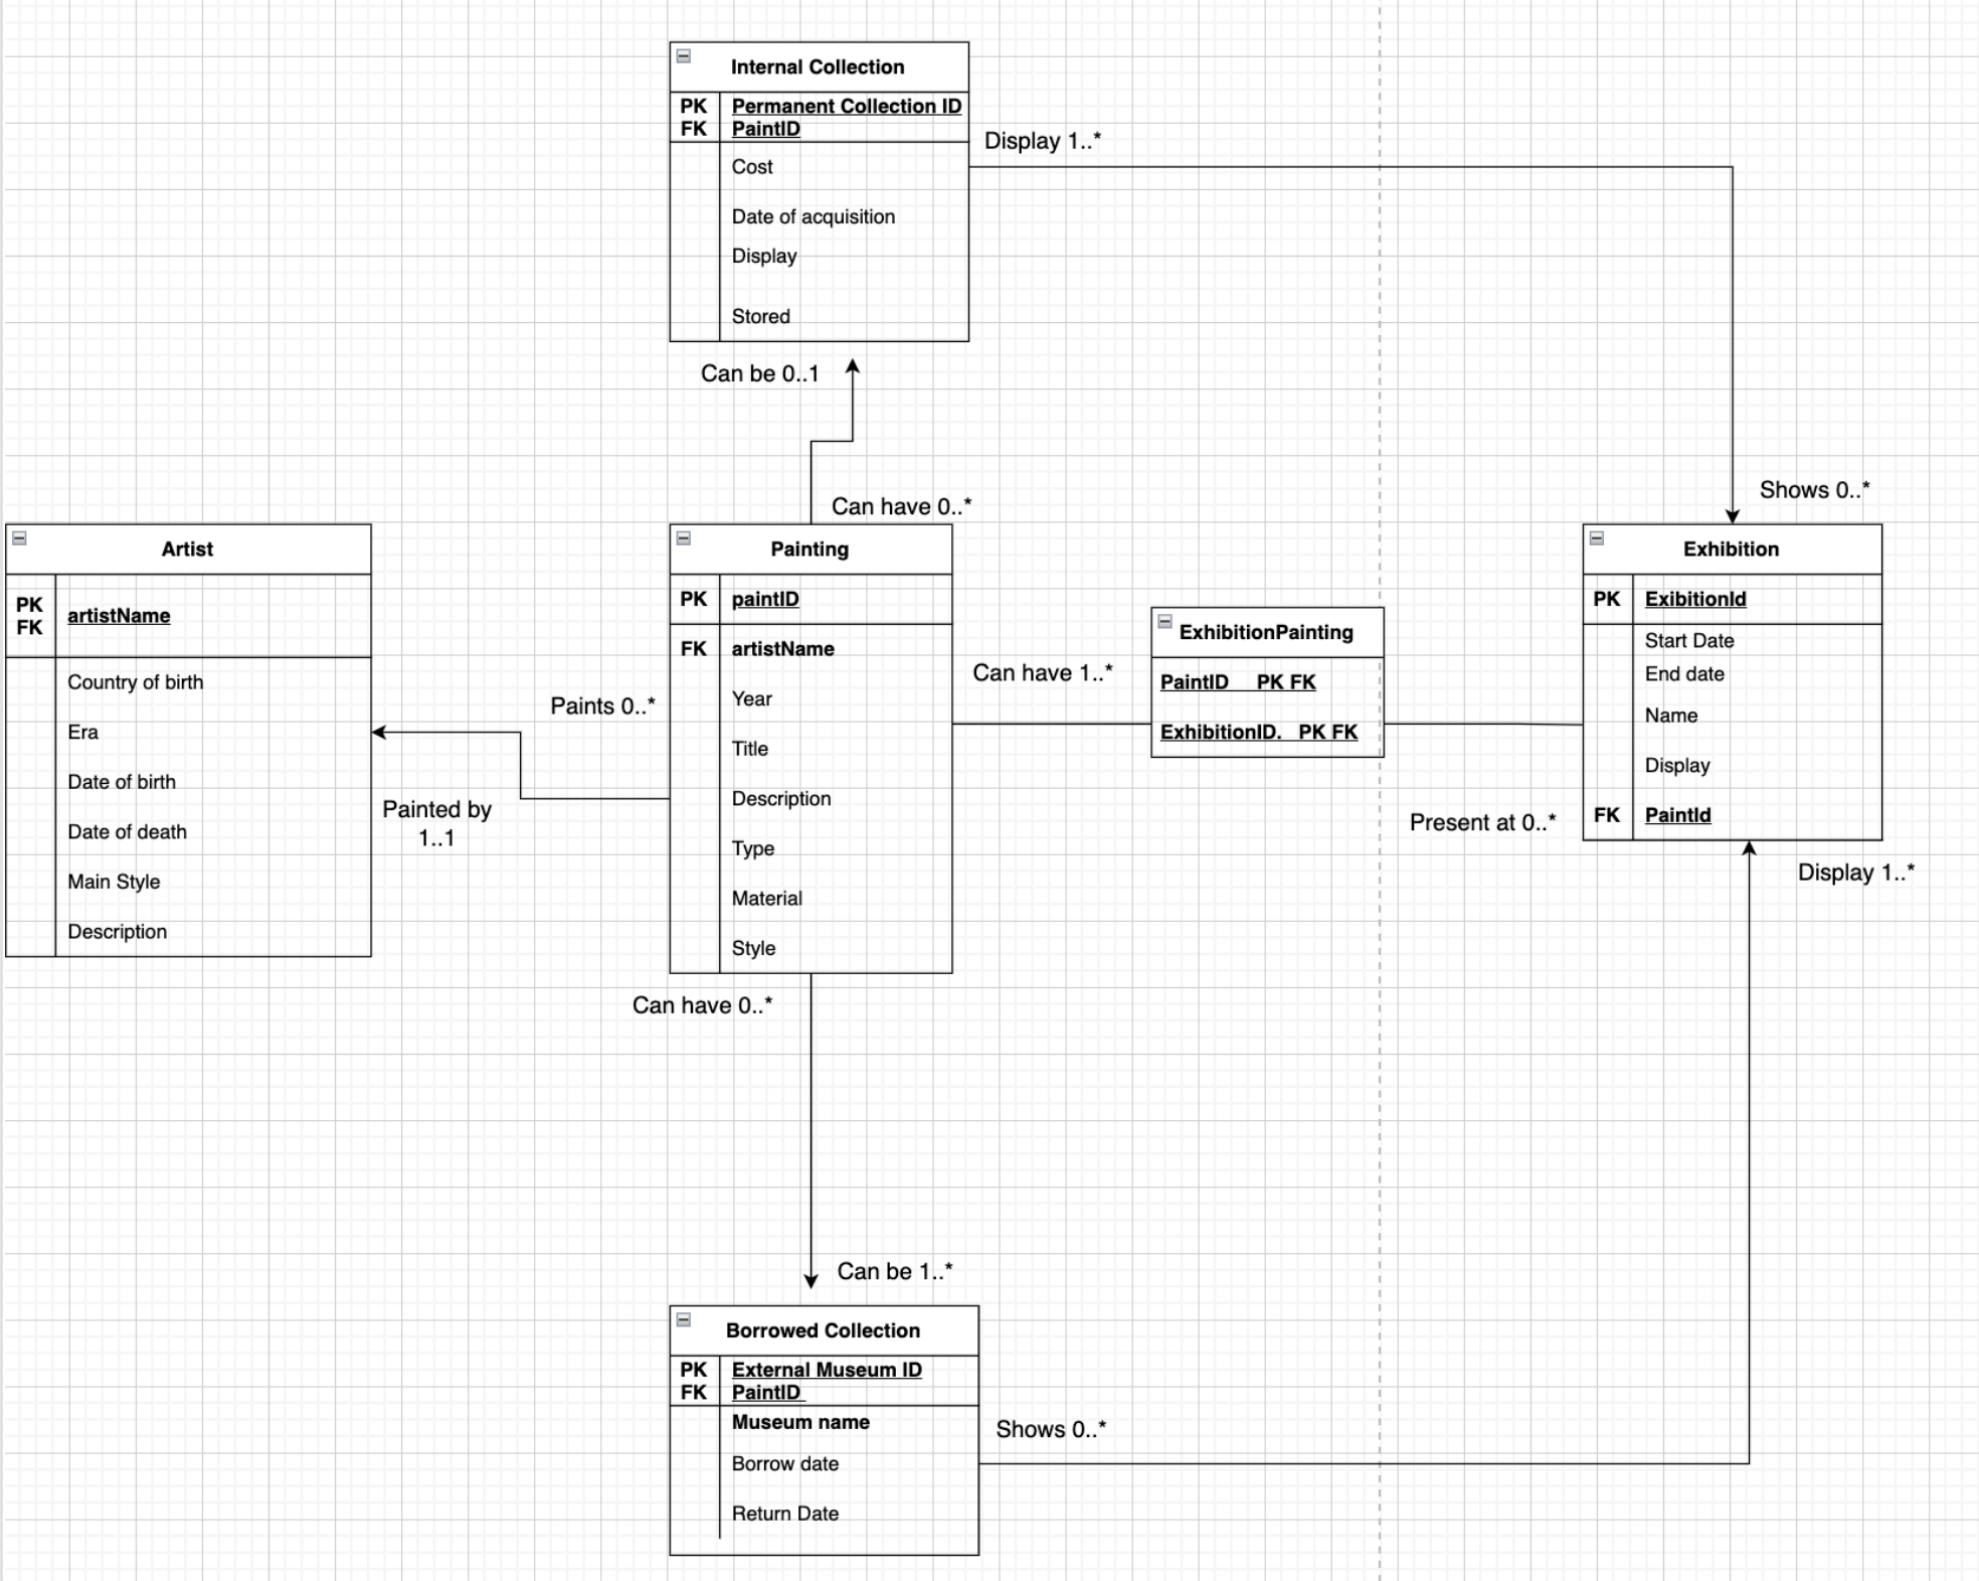 Internal Collection
PK Permanent Collection ID
FK PaintID
Cost
Date of acquisition
Display
Stored
Display 1..*
Can be 0..1
Can have 0..*
Shows 0..*
Artist
PK
FK
artistName
Country of birth
Era
Date of birth
Date of death
Main Style
Description
Paints 0..*
Painted by
1..1
Painting
PK paintID
FK artistName
Year
Title
Description
Type
Material
Style
Can have 1..*
ExhibitionPainting
PaintID PK FK
ExhibitionID. PK FK
Present at 0..*
Exhibition
PK ExibitionId
Start Date
End date
Name
Display
FK PaintId
Display 1..*
Can have 0..*
Can be 1..*
Borrowed Collection
PK External Museum ID
FK PaintID
Museum name
Borrow date
Return Date
Shows 0..*